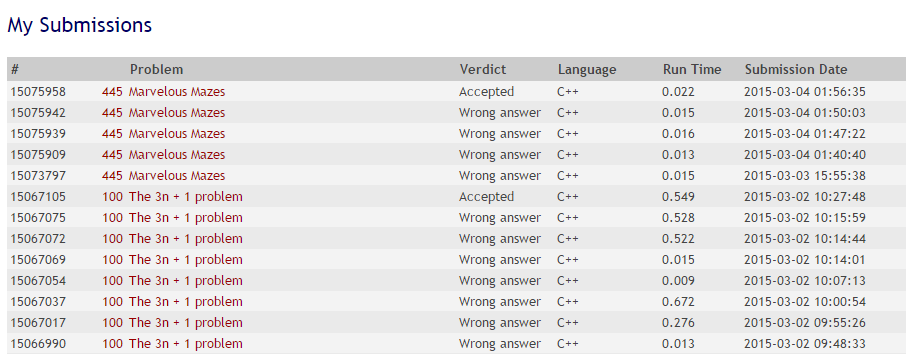 My Submissions
# Problem Verdict Language Run Time Submission Date
15075958 445 Marvelous Mazes Accepted C++ 0.022 2015-03-04 01:56:35
15075942 445 Marvelous Mazes Wrong answer C++ 0.015 2015-03-04 01:50:03
15075939 445 Marvelous Mazes Wrong answer C++ 0.016 2015-03-04 01:47:22
15075909 445 Marvelous Mazes Wrong answer C++ 0.013 2015-03-04 01:40:40
15073797 445 Marvelous Mazes Wrong answer C++ 0.015 2015-03-03 15:55:38
15067105 100 The 3n + 1 problem Accepted C++ 0.549 2015-03-02 10:27:48
15067075 100 The 3n + 1 problem Wrong answer C++ 0.528 2015-03-02 10:15:59
15067072 100 The 3n + 1 problem Wrong answer C++ 0.522 2015-03-02 10:14:44
15067069 100 The 3n + 1 problem Wrong answer C++ 0.015 2015-03-02 10:14:01
15067054 100 The 3n + 1 problem Wrong answer C++ 0.009 2015-03-02 10:07:13
15067037 100 The 3n + 1 problem Wrong answer C++ 0.672 2015-03-02 10:00:54
15067017 100 The 3n + 1 problem Wrong answer C++ 0.276 2015-03-02 09:55:26
15066990 100 The 3n + 1 problem Wrong answer C++ 0.013 2015-03-02 09:48:33